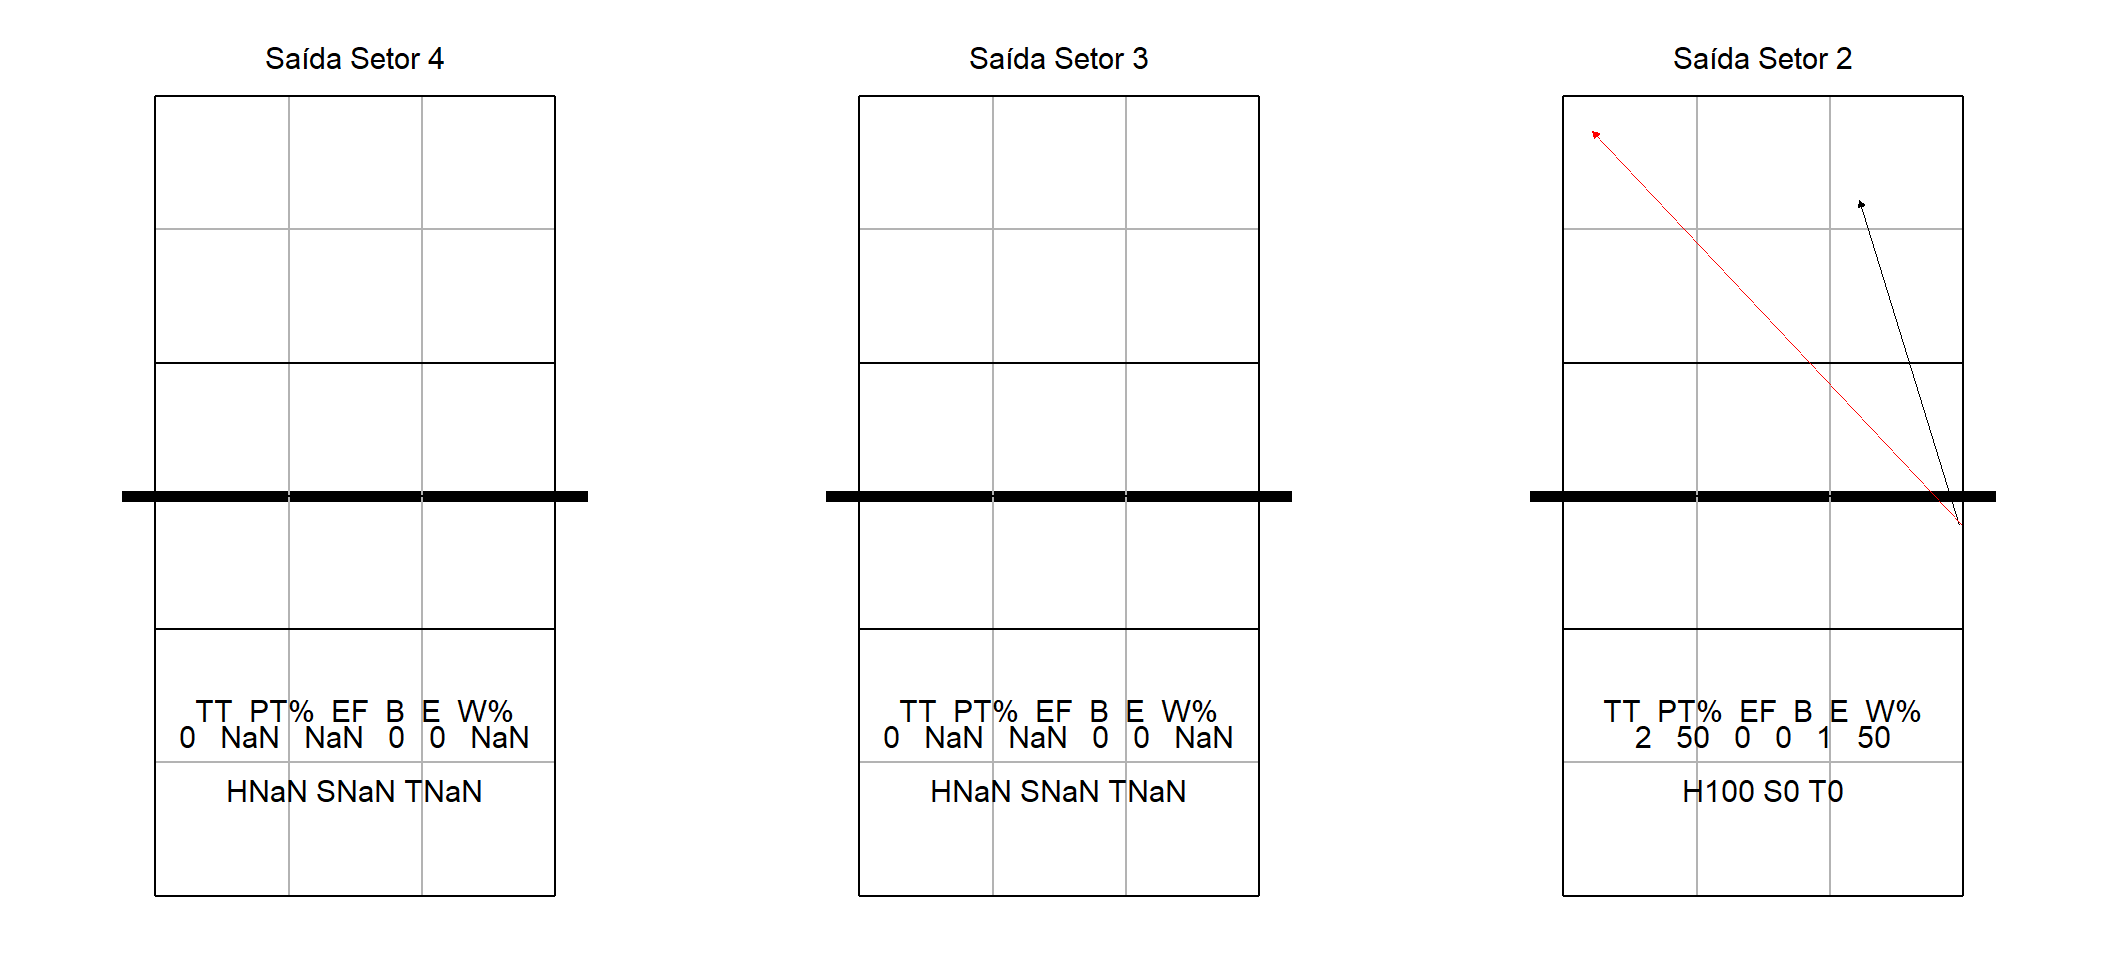 Saída Setor 4
TT PT% EF B E W%
0 NaN NaN 0 0 NaN
HNaN SNaN TNaN
Saída Setor 3
TT PT% EF B E W%
0 NaN NaN 0 0 NaN
HNaN SNaN TNaN
Saída Setor 2
TT PT% EF B E W%
2 50 0 0 1 50
H100 S0 T0